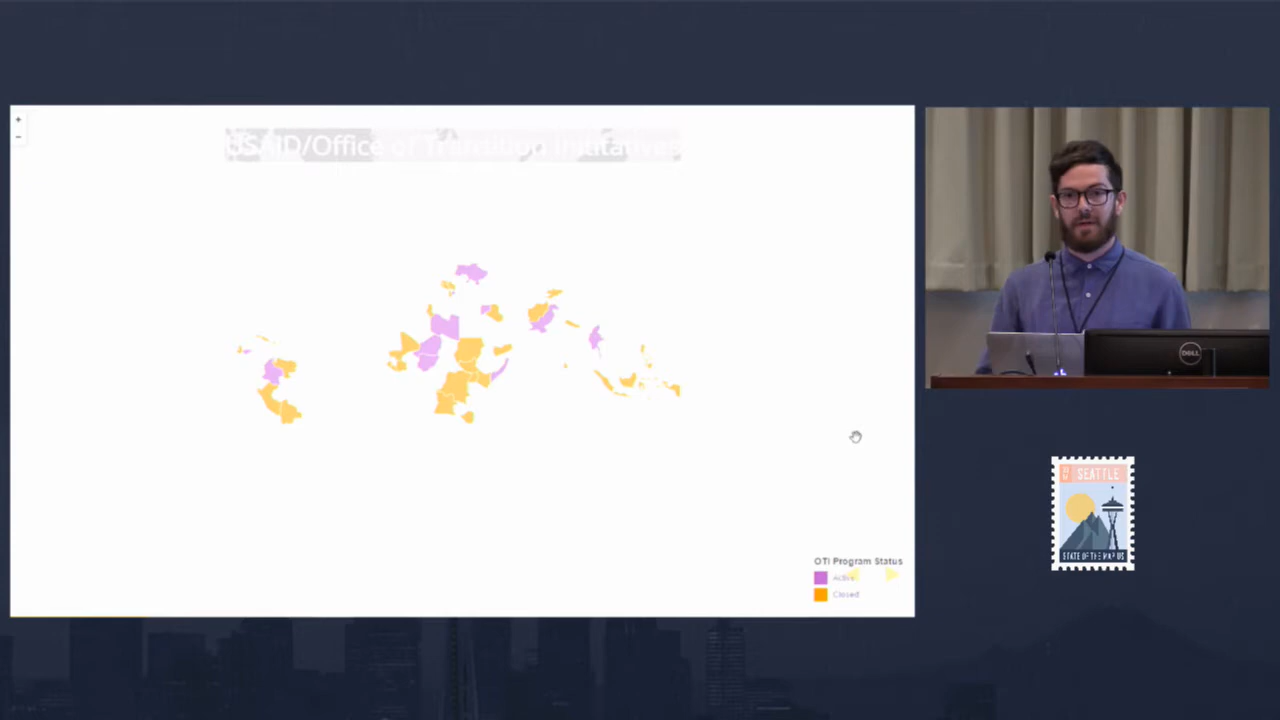 +
-
USAID/Office of Transition Initiatives
OTI Program Status
Active
Closed
DELL
SEATTLE
STATE OF THE MAP US